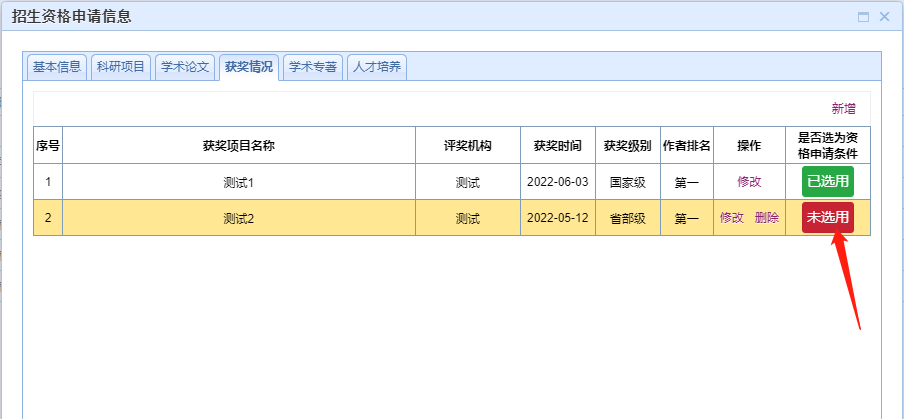 招生资格申请信息
基本信息 科研项目 学术论文 获奖情况 学术专著 人才培养
新增
序号 获奖项目名称 评奖机构 获奖时间 获奖级别 作者排名 操作 是否选为资
格申请条件
1 测试1 测试 2022-06-03 国家级 第一 修改 已选用
2 测试2 测试 2022-05-12 省部级 第一 修改 删除 未选用